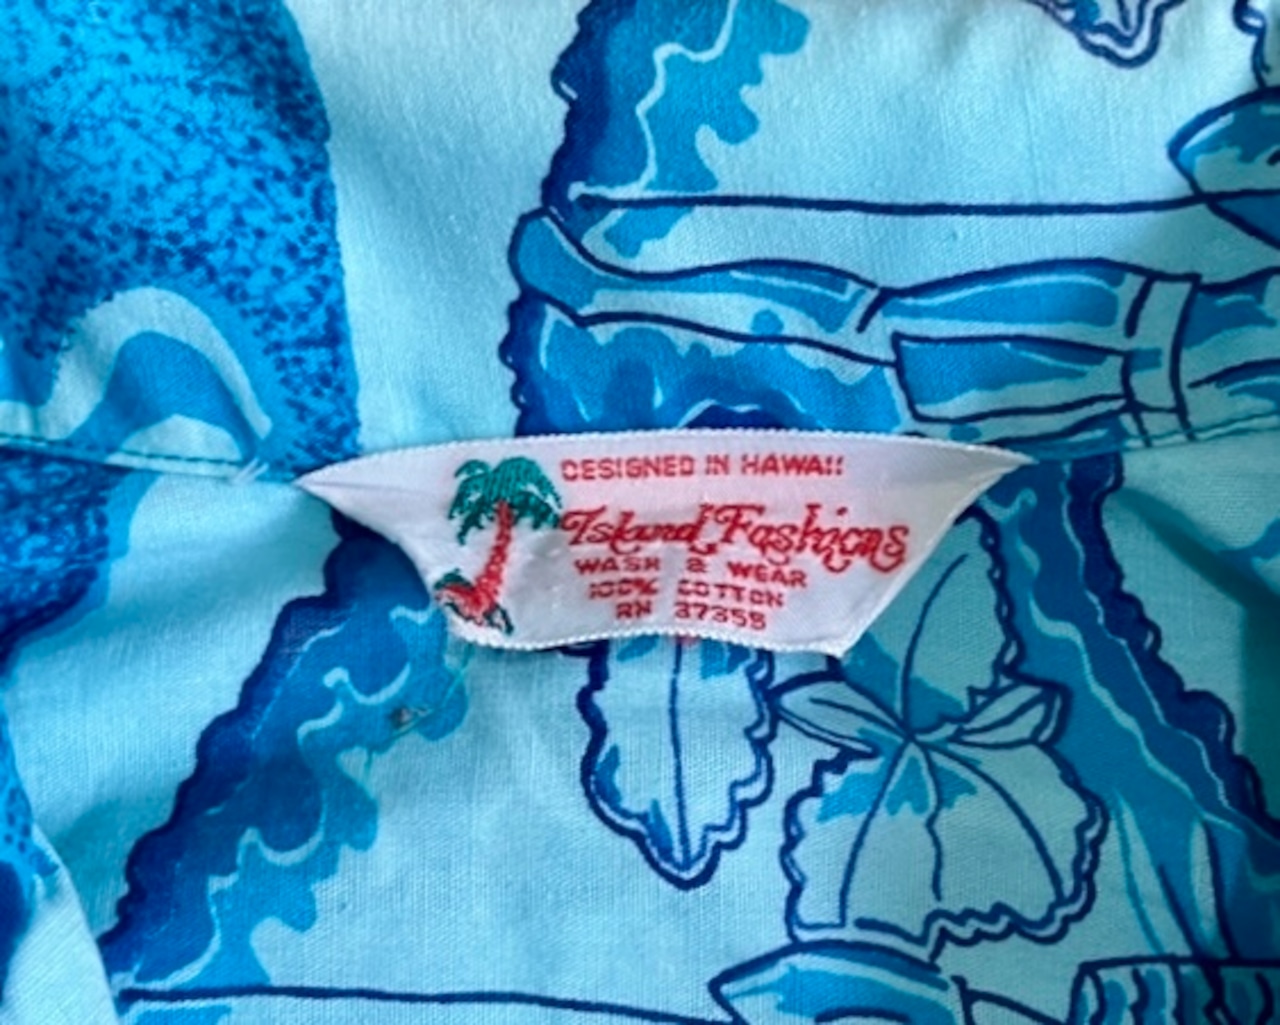 DESIGNED IN HAWAII
Island Fashions
WASH & WEAR
100% COTTON
RN 37358